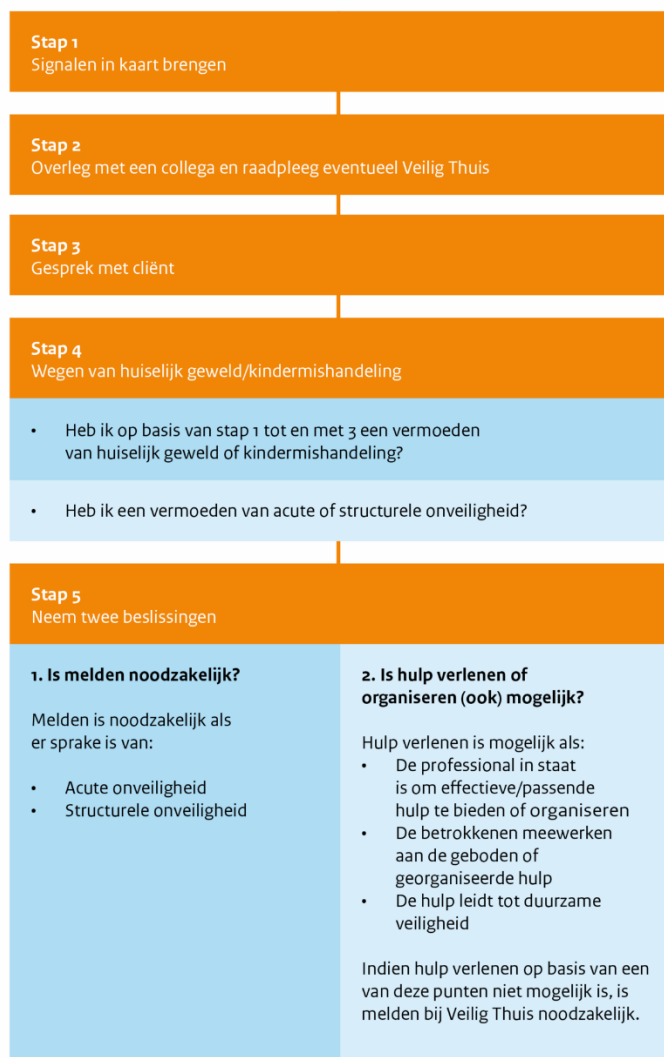 Stap 1
Signalen in kaart brengen
Stap 2
Overleg met een collega en raadpleeg eventueel Veilig Thuis
Stap 3
Gesprek met cliënt
Stap 4
Wegen van huiselijk geweld/kindermishandeling
• Heb ik op basis van stap 1 tot en met 3 een vermoeden
van huiselijk geweld of kindermishandeling?
• Heb ik een vermoeden van acute of structurele onveiligheid?
Stap 5
Neem twee beslissingen
1. Is melden noodzakelijk?
Melden is noodzakelijk als
er sprake is van:
• Acute onveiligheid
• Structurele onveiligheid
2. Is hulp verlenen of
organiseren (ook) mogelijk?
Hulp verlenen is mogelijk als:
• De professional in staat
is om effectieve/passende
hulp te bieden of organiseren
• De betrokkenen meewerken
aan de geboden of
georganiseerde hulp
• De hulp leidt tot duurzame
veiligheid
Indien hulp verlenen op basis van een
van deze punten niet mogelijk is, is
melden bij Veilig Thuis noodzakelijk.